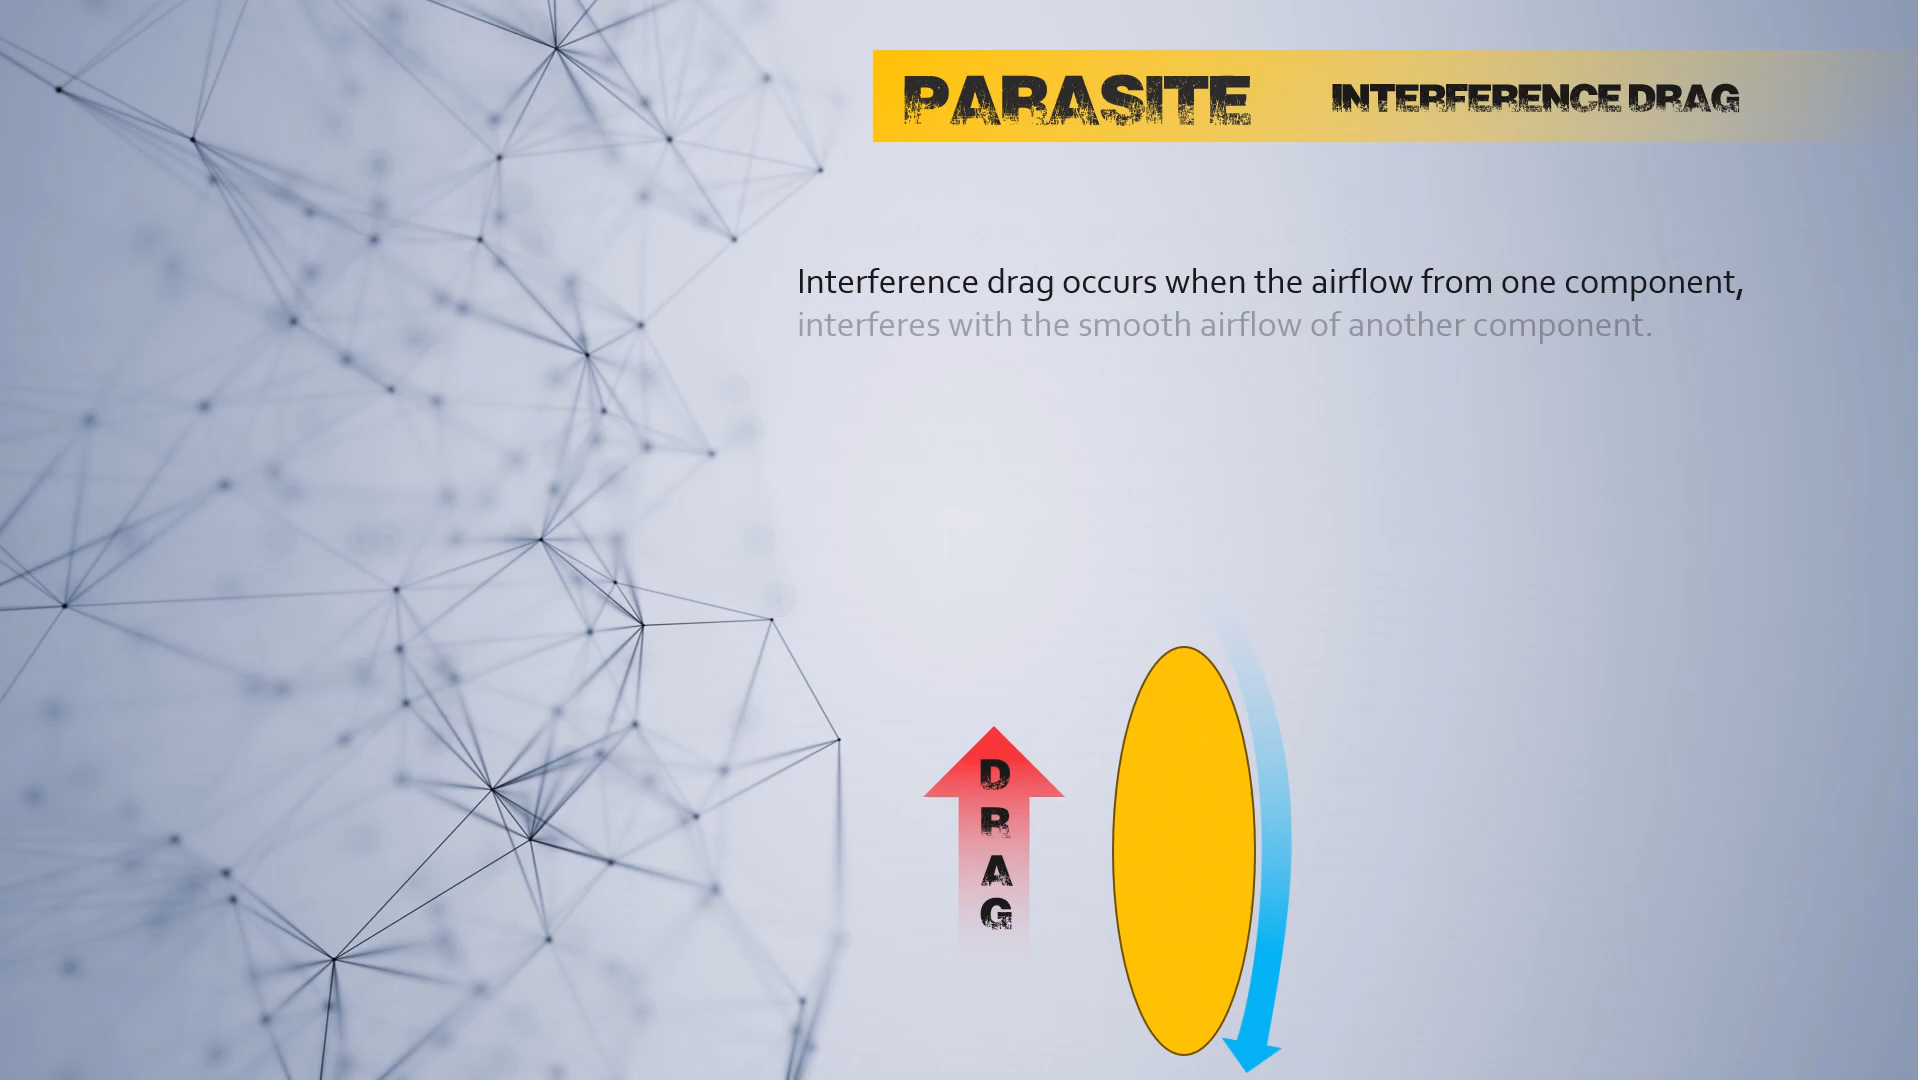 PARASITE INTERFERENCE DRAG
Interference drag occurs when the airflow from one component,
interferes with the smooth airflow of another component.
D
R
A
G